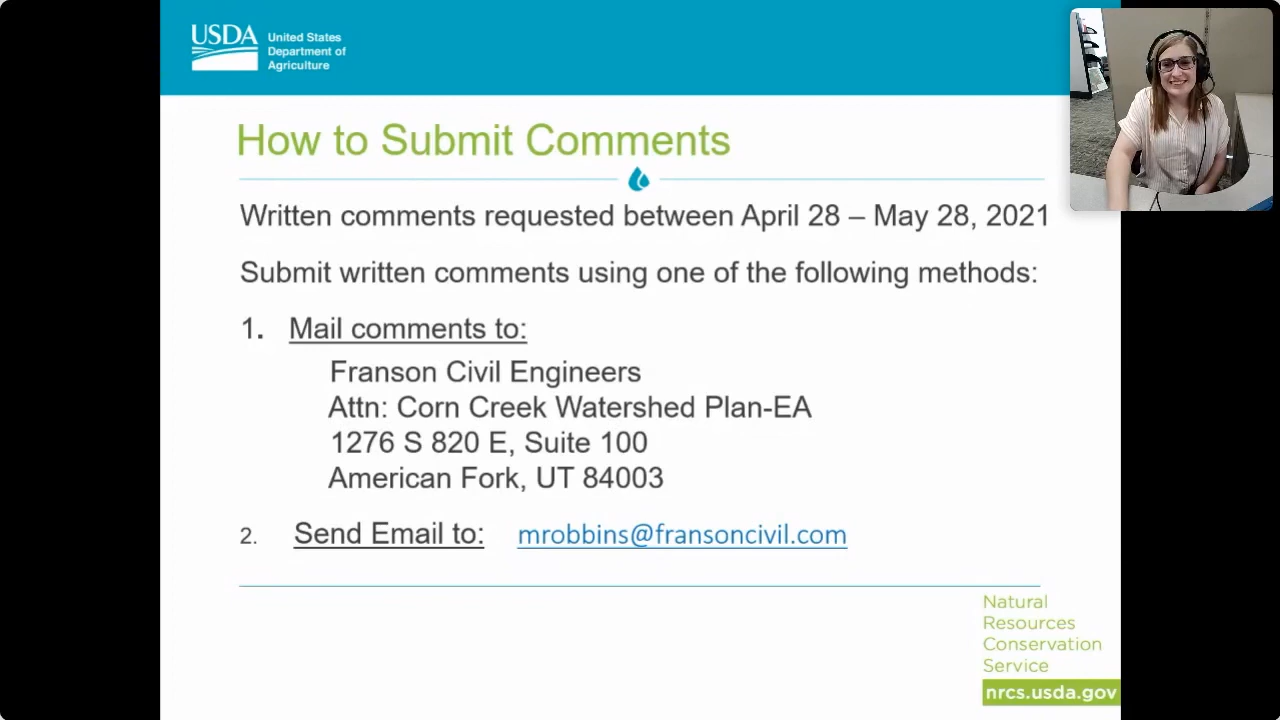 USDA
United States
Department of
Agriculture
How to Submit Comments
Written comments requested between April 28 – May 28, 2021
Submit written comments using one of the following methods:
1. Mail comments to:
Franson Civil Engineers
Attn: Corn Creek Watershed Plan-EA
1276 S 820 E, Suite 100
American Fork, UT 84003
2. Send Email to: mrobbins@fransoncivil.com
Natural
Resources
Conservation
Service
nrcs.usda.gov